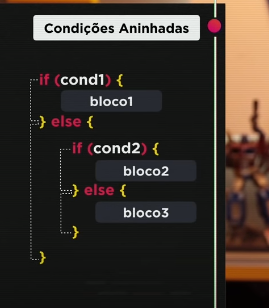 Condições Aninhadas
if (cond1) {
bloco1
} else {
if (cond2) {
bloco2
} else {
bloco3
}
}